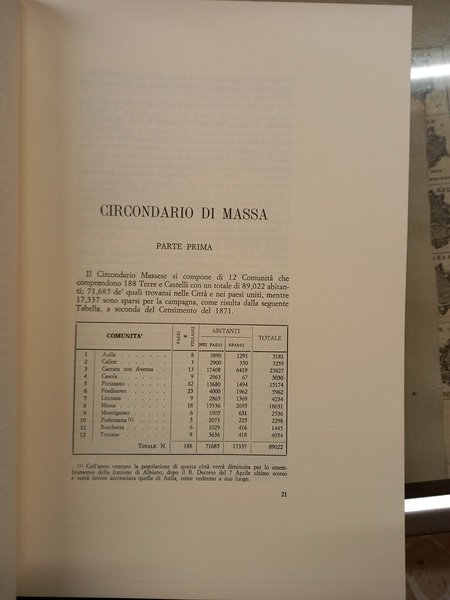 CIRCONDARIO DI MASSA
PARTE PRIMA
Il Circondario Massese si compone di 12 Comunità che
comprendono 188 Terre e Castelli con un totale di 89,022 abitan-
ti; 71,685 de' quali trovansi nelle Città e nei paesi uniti, mentre
17,337 sono sparsi per la campagna, come risulta dalla seguente
Tabella, a seconda del Censimento del 1871.
COMUNITA' PAESI E VILLAGGI ABITANTI TOTALE
NEI PAESI SPARSI
1 Aulla . . . . . . . 8 3890 1291 5181
2 Calice . . . . . . . 3 2900 359 3259
3 Carrara con Avenza . . 13 17408 6419 23827
4 Casola . . . . . . . 9 2963 67 3030
5 Fivizzano . . . . . . 62 13680 1494 15174
6 Fosdinovo . . . . . . 23 4000 1962 5962
7 Licciana . . . . . . 9 2865 1369 4234
8 Massa . . . . . . . 18 15336 2695 18031
9 Montignoso . . . . . 6 1905 631 2536
10 Podenzana (1) . . . . 3 2073 225 2298
11 Rocchetta . . . . . . 6 1029 416 1445
12 Tresana . . . . . . 8 3636 418 4054
TOTALE N. 188 71685 17337 89022
(1) Coll'anno venturo la popolazione di questa città verrà diminuita per lo smem-
bramento della frazione di Albiano, dopo il R. Decreto del 7 Aprile ultimo scorso
e verrà invece accresciuta quella di Aulla, come vedremo a suo luogo.
21